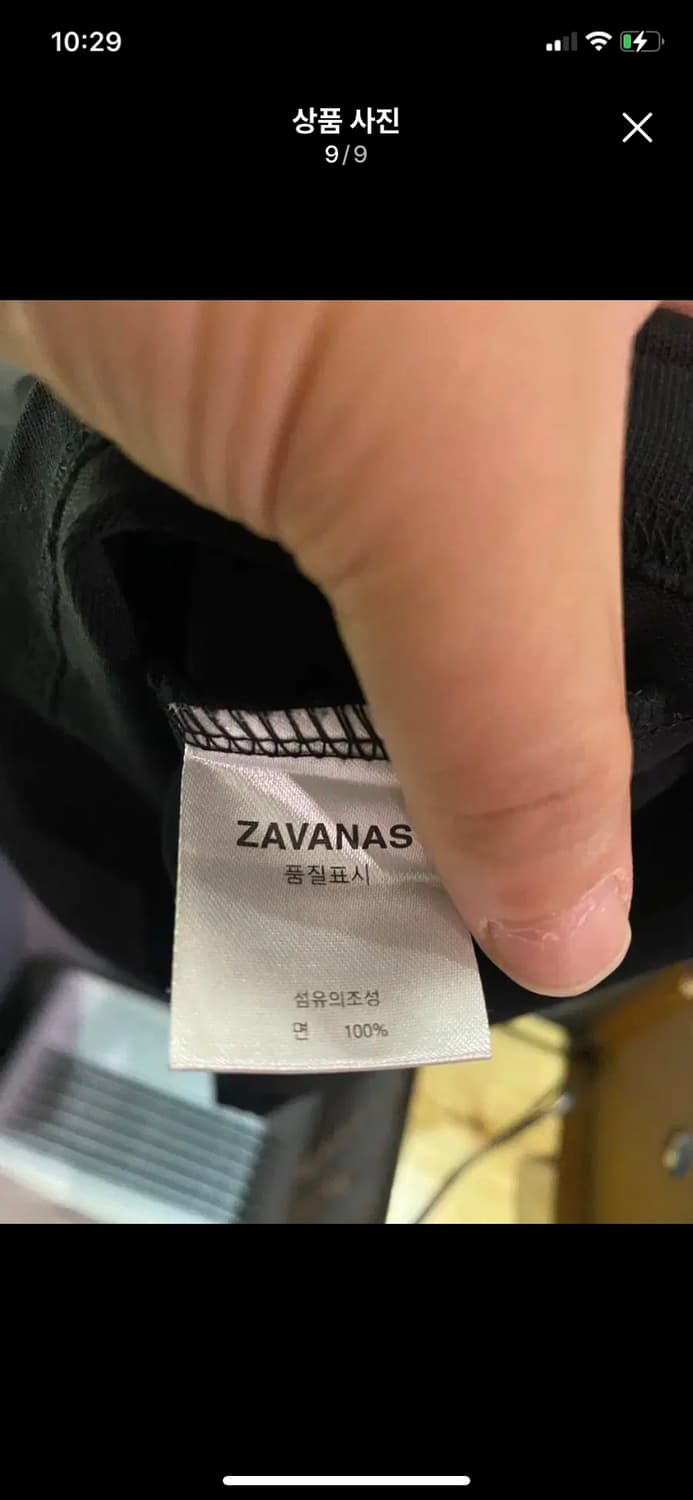 10:29
상품 사진
9/9
ZAVANAS
품질표시
섬유의조성
면 100%